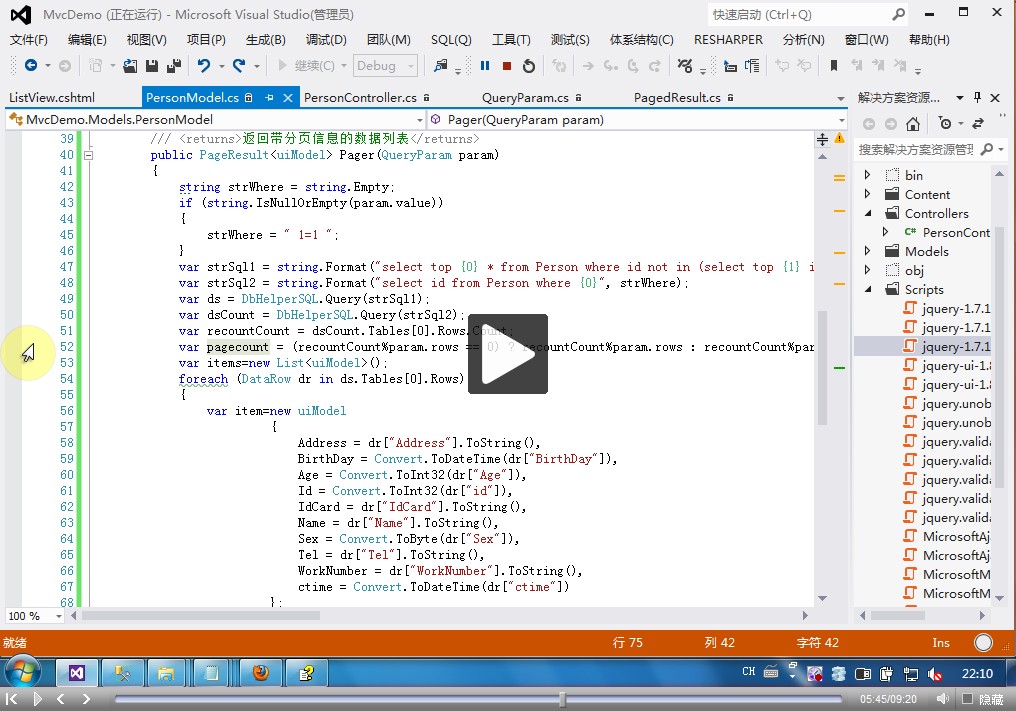 MvcDemo (正在运行) - Microsoft Visual Studio(管理员)
快速启动 (Ctrl+Q)
文件(F) 编辑(E) 视图(V) 项目(P) 生成(B) 调试(D) 团队(M) SQL(Q) 工具(T) 测试(S) 体系结构(C) RESHARPER 分析(N) 窗口(W) 帮助(H)
继续(C) Debug
ListView.cshtml PersonModel.cs PersonController.cs QueryParam.cs PagedResult.cs
解决方案资源...
MvcDemo.Models.PersonModel Pager(QueryParam param)
搜索解决方案资源管理
39 /// <returns>返回带分页信息的数据列表</returns>
40 public PageResult<uiModel> Pager(QueryParam param)
41 {
42 string strWhere = string.Empty;
43 if (string.IsNullOrEmpty(param.value))
44 {
45 strWhere = " 1=1 ";
46 }
47 var strSql1 = string.Format("select top {0} * from Person where id not in (select top {1} i
48 var strSql2 = string.Format("select id from Person where {0}", strWhere);
49 var ds = DbHelperSQL.Query(strSql1);
50 var dsCount = DbHelperSQL.Query(strSql2);
51 var recountCount = dsCount.Tables[0].Rows.Count;
52 var pagecount = (recountCount%param.rows == 0) ? recountCount%param.rows : recountCount%par
53 var items=new List<uiModel>();
54 foreach (DataRow dr in ds.Tables[0].Rows)
55 {
56 var item=new uiModel
57 {
58 Address = dr["Address"].ToString(),
59 BirthDay = Convert.ToDateTime(dr["BirthDay"]),
60 Age = Convert.ToInt32(dr["Age"]),
61 Id = Convert.ToInt32(dr["id"]),
62 IdCard = dr["IdCard"].ToString(),
63 Name = dr["Name"].ToString(),
64 Sex = Convert.ToByte(dr["Sex"]),
65 Tel = dr["Tel"].ToString(),
66 WorkNumber = dr["WorkNumber"].ToString(),
67 ctime = Convert.ToDateTime(dr["ctime"])
68 };
bin
Content
Controllers
C# PersonCont
Models
obj
Scripts
jquery-1.7.1
jquery-1.7.1
jquery-1.7.1
jquery-ui-1.8
jquery-ui-1.8
jquery.unob
jquery.unob
jquery.valida
jquery.valida
jquery.valida
jquery.valida
jquery.valida
MicrosoftAj
MicrosoftAj
MicrosoftM
MicrosoftM
100 %
就绪 行 75 列 42 字符 42 Ins
CH 22:10
05:45/09:20 隐藏